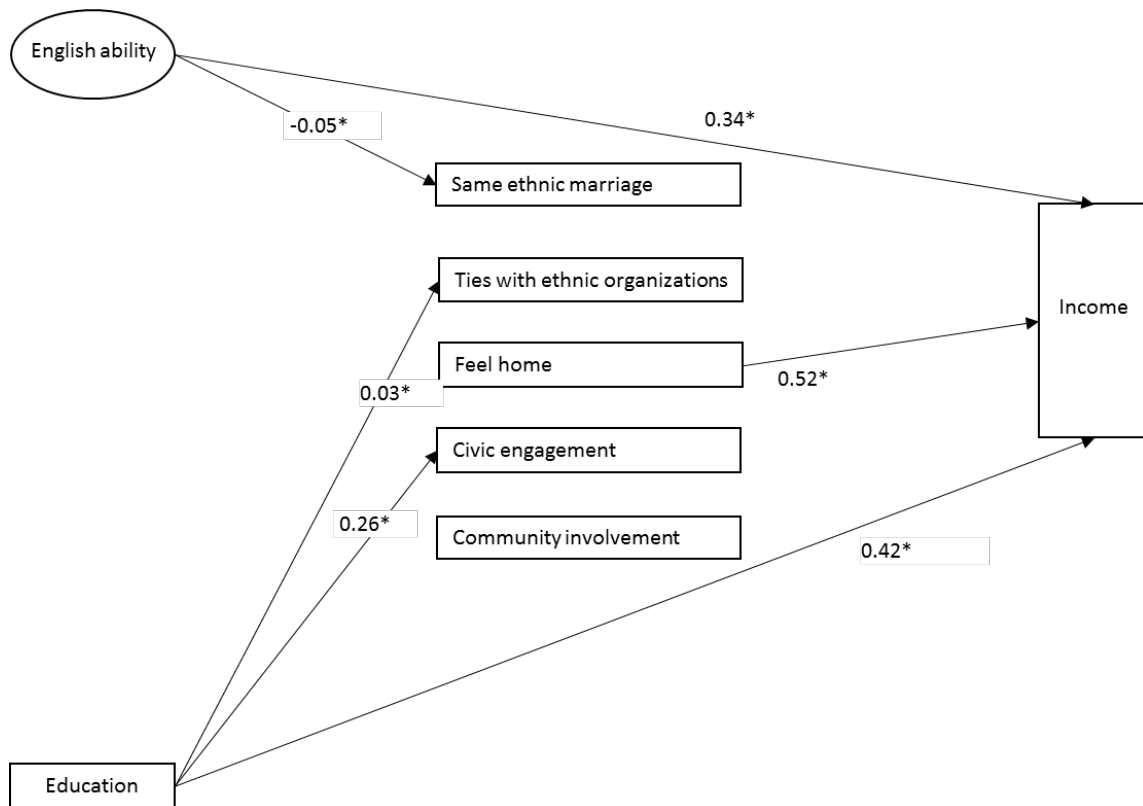 English ability
-0.05*
0.34*
Same ethnic marriage
Ties with ethnic organizations
Income
Feel home
0.03*
0.52*
Civic engagement
0.26*
Community involvement
0.42*
Education